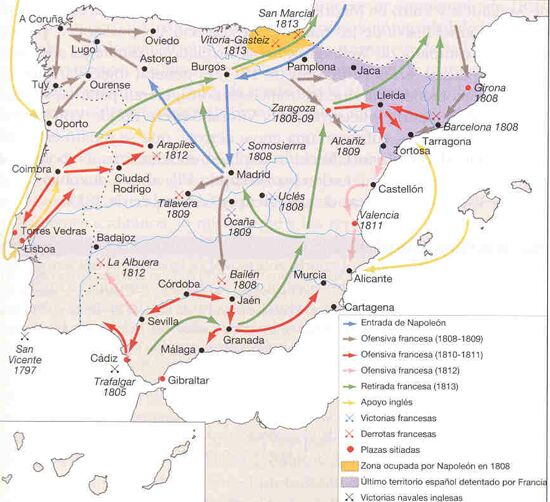 San Marcial
1813
A Coruña
Oviedo
Lugo
Vitoria-Gasteiz
1813
Astorga
Burgos
Pamplona
Jaca
Tuy
Ourense
Girona
1808
Zaragoza
1808-09
Lleida
Oporto
Barcelona 1808
Arapiles
1812
Somosierrra
1808
Alcañiz
1809
Tarragona
Tortosa
Coimbra
Ciudad
Rodrigo
Madrid
Talavera
1809
Uclés
1808
Castellón
Ocaña
1809
Valencia
1811
Torres Vedras
Lisboa
Badajoz
La Albuera
1812
Bailén
1808
Murcia
Alicante
Córdoba
Jaén
Cartagena
Sevilla
Granada
San
Vicente
1797
Cádiz
Málaga
Trafalgar
1805
Gibraltar
Entrada de Napoleón
Ofensiva francesa (1808-1809)
Ofensiva francesa (1810-1811)
Ofensiva francesa (1812)
Retirada francesa (1813)
Apoyo inglés
Victorias francesas
Derrotas francesas
Plazas sitiadas
Zona ocupada por Napoleón en 1808
Último territorio español detentado por Francia
Victorias navales inglesas